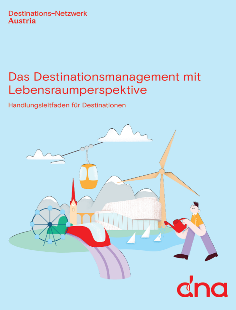 Destinations-Netzwerk
Austria
Das Destinationsmanagement mit
Lebensraumperspektive
Handlungsleitfaden für Destinationen
dna